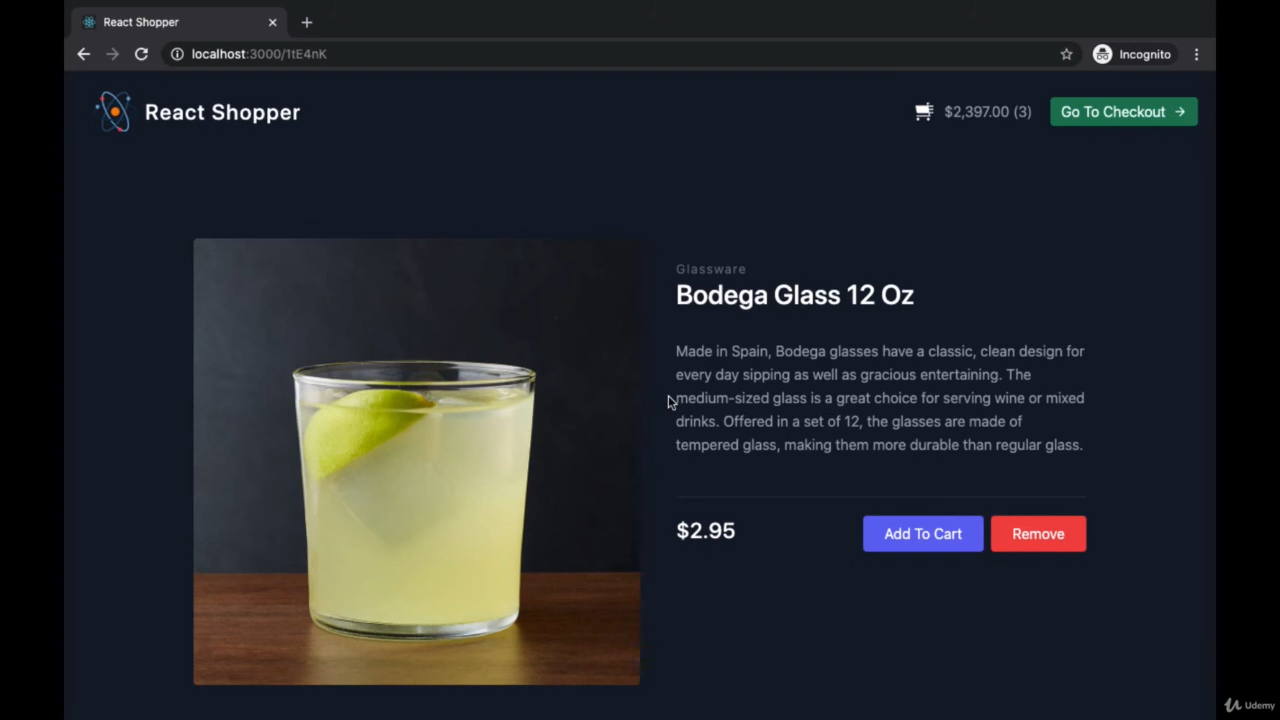 React Shopper
localhost:3000/1tE4nK
Incognito
React Shopper
$2,397.00 (3)
Go To Checkout →
Glassware
Bodega Glass 12 Oz
Made in Spain, Bodega glasses have a classic, clean design for
every day sipping as well as gracious entertaining. The
medium-sized glass is a great choice for serving wine or mixed
drinks. Offered in a set of 12, the glasses are made of
tempered glass, making them more durable than regular glass.
$2.95
Add To Cart
Remove
Udemy